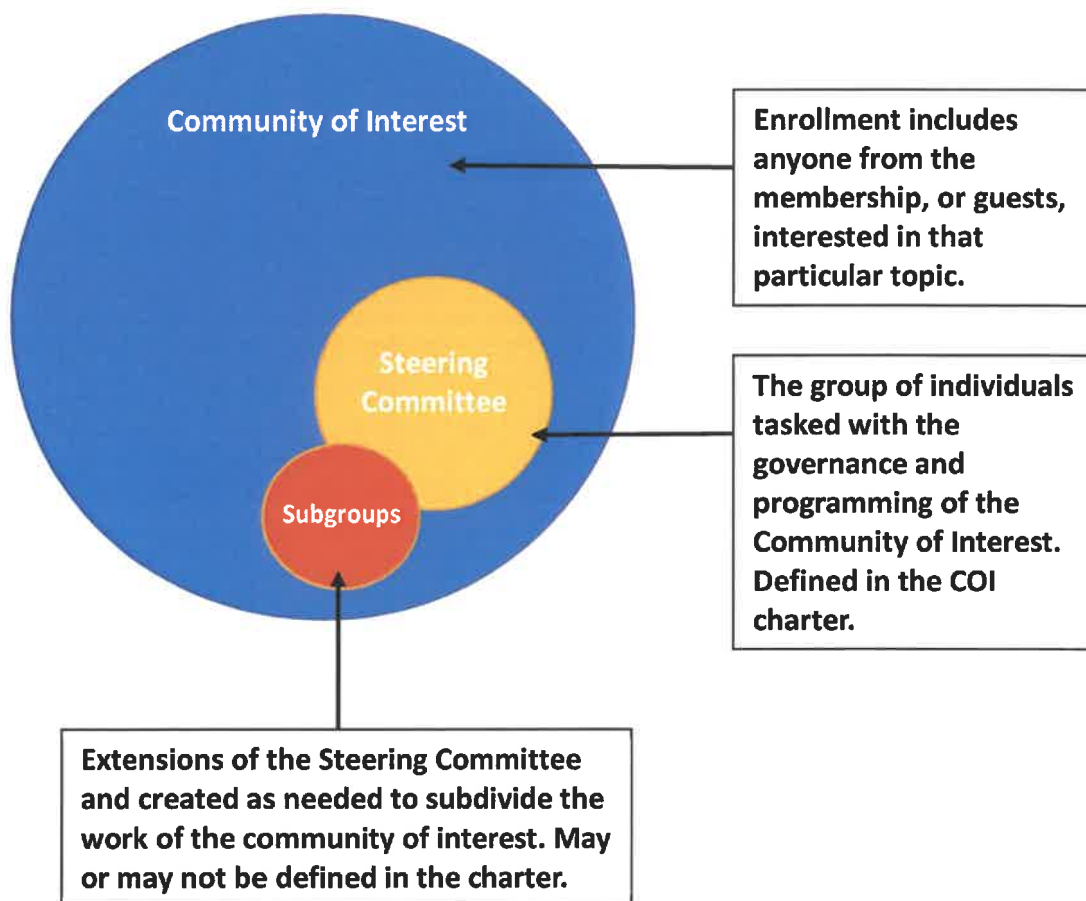 Community of Interest
Enrollment includes
anyone from the
membership, or guests,
interested in that
particular topic.
Steering
Committee
The group of individuals
tasked with the
governance and
programming of the
Community of Interest.
Defined in the COI
charter.
Subgroups
Extensions of the Steering Committee
and created as needed to subdivide the
work of the community of interest. May
or may not be defined in the charter.